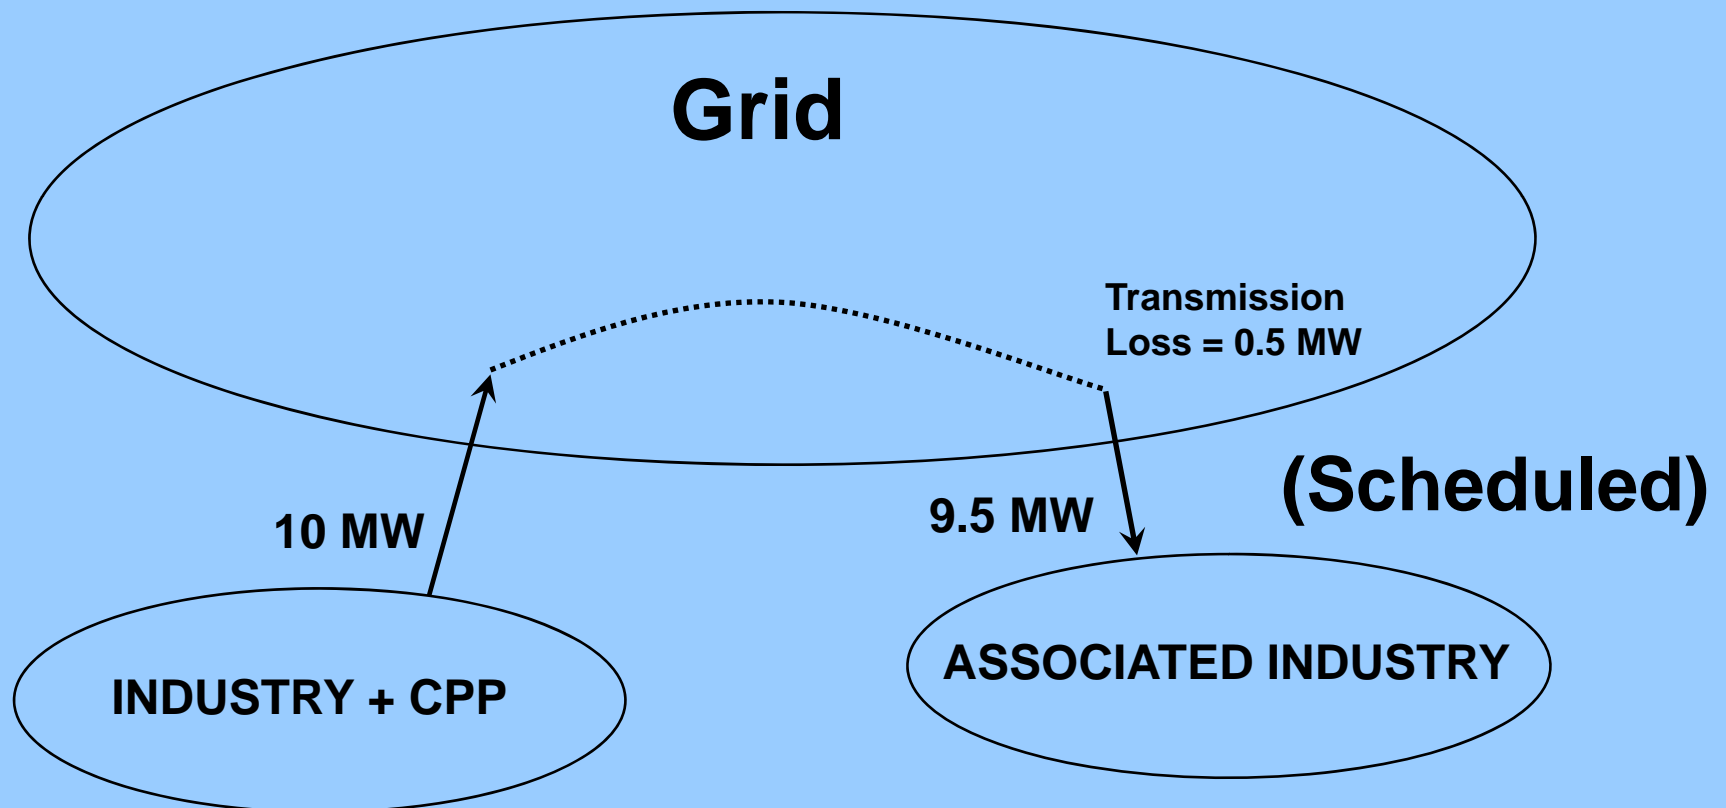 Grid
Transmission
Loss = 0.5 MW
(Scheduled)
10 MW
9.5 MW
INDUSTRY + CPP
ASSOCIATED INDUSTRY